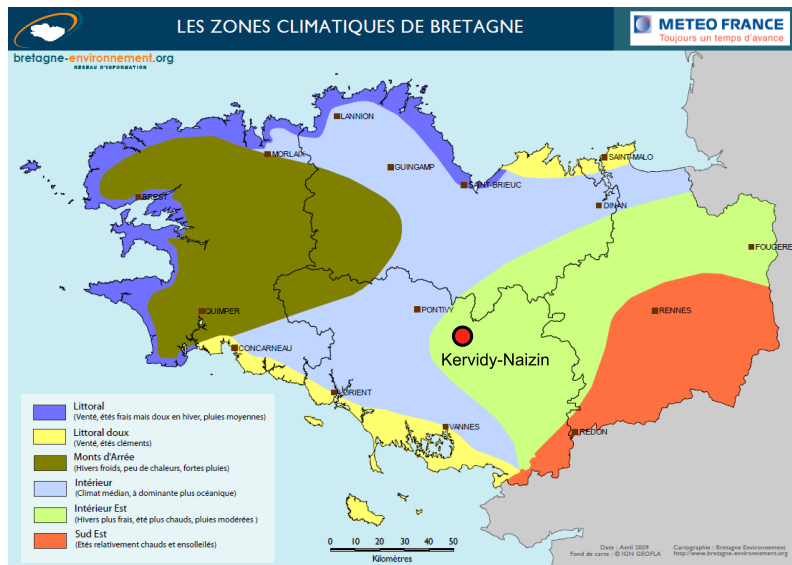 LES ZONES CLIMATIQUES DE BRETAGNE
METEO FRANCE
Toujours un temps d'avance
bretagne-environnement.org
RESEAU D'INFORMATION
LANNION
MORLAIX
GUINGAMP
SAINT-MALO
SAINT-BRIEUC
BREST
DINAN
FOUGERE
QUIMPER
PONTIVY
RENNES
Kervidy-Naizin
CONCARNEAU
LORIENT
VANNES
REDON
Littoral
(Venté, étés frais mais doux en hiver, pluies moyennes)
Littoral doux
(Venté, étés cléments)
Monts d'Arrée
(Hivers froids, peu de chaleurs, fortes pluies)
Intérieur
(Climat médian, à dominante plus océanique)
Intérieur Est
(Hivers plus frais, été plus chauds, pluies modérées )
Sud Est
(Etés relativement chauds et ensolleilés)
0 10 20 30 40 50
Kilomètres
Date : Avril 2009 Cartographie : Bretagne Environnement
Fond de carte : © IGN GEOFLA http://www.bretagne-environnement.org